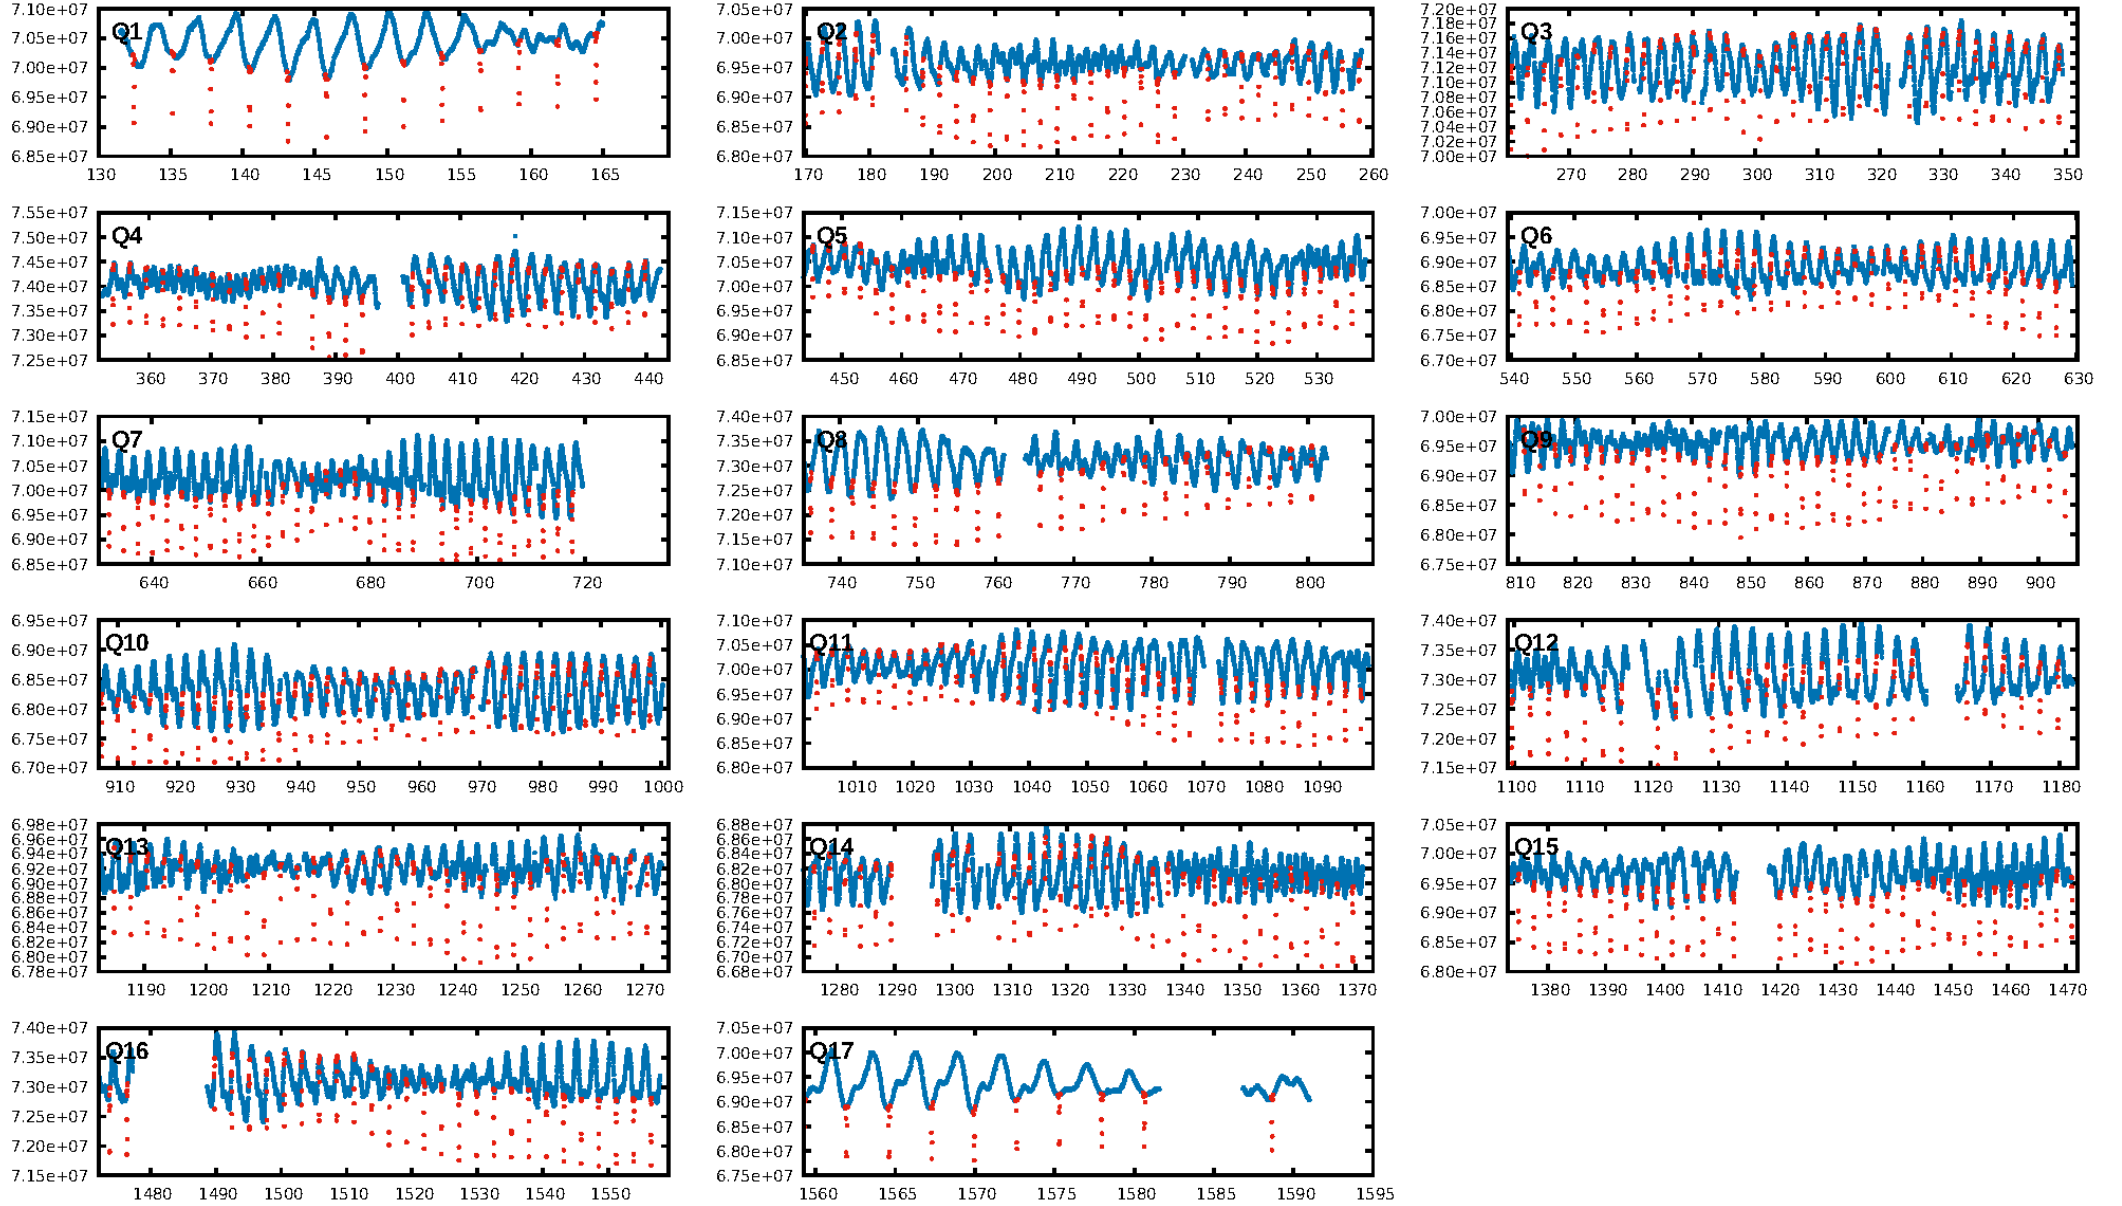 7.10e+07 7.05e+07 7.00e+07 6.95e+07 6.90e+07 6.85e+07
Q1
130 135 140 145 150 155 160 165
7.05e+07 7.00e+07 6.95e+07 6.90e+07 6.85e+07 6.80e+07
Q2
170 180 190 200 210 220 230 240 250 260
7.20e+07 7.18e+07 7.16e+07 7.14e+07 7.12e+07 7.10e+07 7.08e+07 7.06e+07 7.04e+07 7.02e+07 7.00e+07
Q3
270 280 290 300 310 320 330 340 350
7.55e+07 7.50e+07 7.45e+07 7.40e+07 7.35e+07 7.30e+07 7.25e+07
Q4
360 370 380 390 400 410 420 430 440
7.15e+07 7.10e+07 7.05e+07 7.00e+07 6.95e+07 6.90e+07 6.85e+07
Q5
450 460 470 480 490 500 510 520 530
7.00e+07 6.95e+07 6.90e+07 6.85e+07 6.80e+07 6.75e+07 6.70e+07
Q6
540 550 560 570 580 590 600 610 620 630
7.15e+07 7.10e+07 7.05e+07 7.00e+07 6.95e+07 6.90e+07 6.85e+07
Q7
640 660 680 700 720
7.40e+07 7.35e+07 7.30e+07 7.25e+07 7.20e+07 7.15e+07 7.10e+07
Q8
740 750 760 770 780 790 800
7.00e+07 6.95e+07 6.90e+07 6.85e+07 6.80e+07 6.75e+07
Q9
810 820 830 840 850 860 870 880 890 900
6.95e+07 6.90e+07 6.85e+07 6.80e+07 6.75e+07 6.70e+07
Q10
910 920 930 940 950 960 970 980 990 1000
7.10e+07 7.05e+07 7.00e+07 6.95e+07 6.90e+07 6.85e+07 6.80e+07
Q11
1010 1020 1030 1040 1050 1060 1070 1080 1090
7.40e+07 7.35e+07 7.30e+07 7.25e+07 7.20e+07 7.15e+07
Q12
1100 1110 1120 1130 1140 1150 1160 1170 1180
6.98e+07 6.96e+07 6.94e+07 6.92e+07 6.90e+07 6.88e+07 6.86e+07 6.84e+07 6.82e+07 6.80e+07 6.78e+07
Q13
1190 1200 1210 1220 1230 1240 1250 1260 1270
6.88e+07 6.86e+07 6.84e+07 6.82e+07 6.80e+07 6.78e+07 6.76e+07 6.74e+07 6.72e+07 6.70e+07 6.68e+07
Q14
1280 1290 1300 1310 1320 1330 1340 1350 1360 1370
7.05e+07 7.00e+07 6.95e+07 6.90e+07 6.85e+07 6.80e+07
Q15
1380 1390 1400 1410 1420 1430 1440 1450 1460 1470
7.40e+07 7.35e+07 7.30e+07 7.25e+07 7.20e+07 7.15e+07
Q16
1480 1490 1500 1510 1520 1530 1540 1550
7.05e+07 7.00e+07 6.95e+07 6.90e+07 6.85e+07 6.80e+07 6.75e+07
Q17
1560 1565 1570 1575 1580 1585 1590 1595